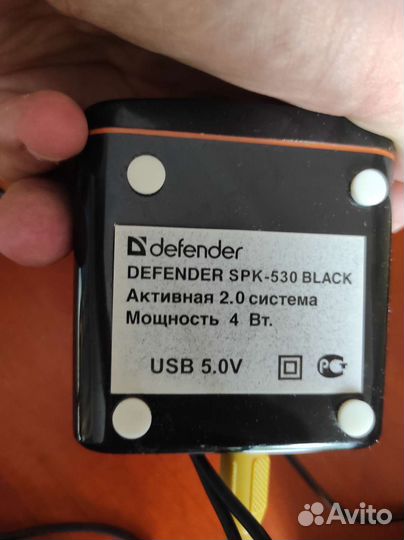 defender
DEFENDER SPK-530 BLACK
Активная 2.0 система
Мощность 4 Вт.
USB 5.0V
Avito